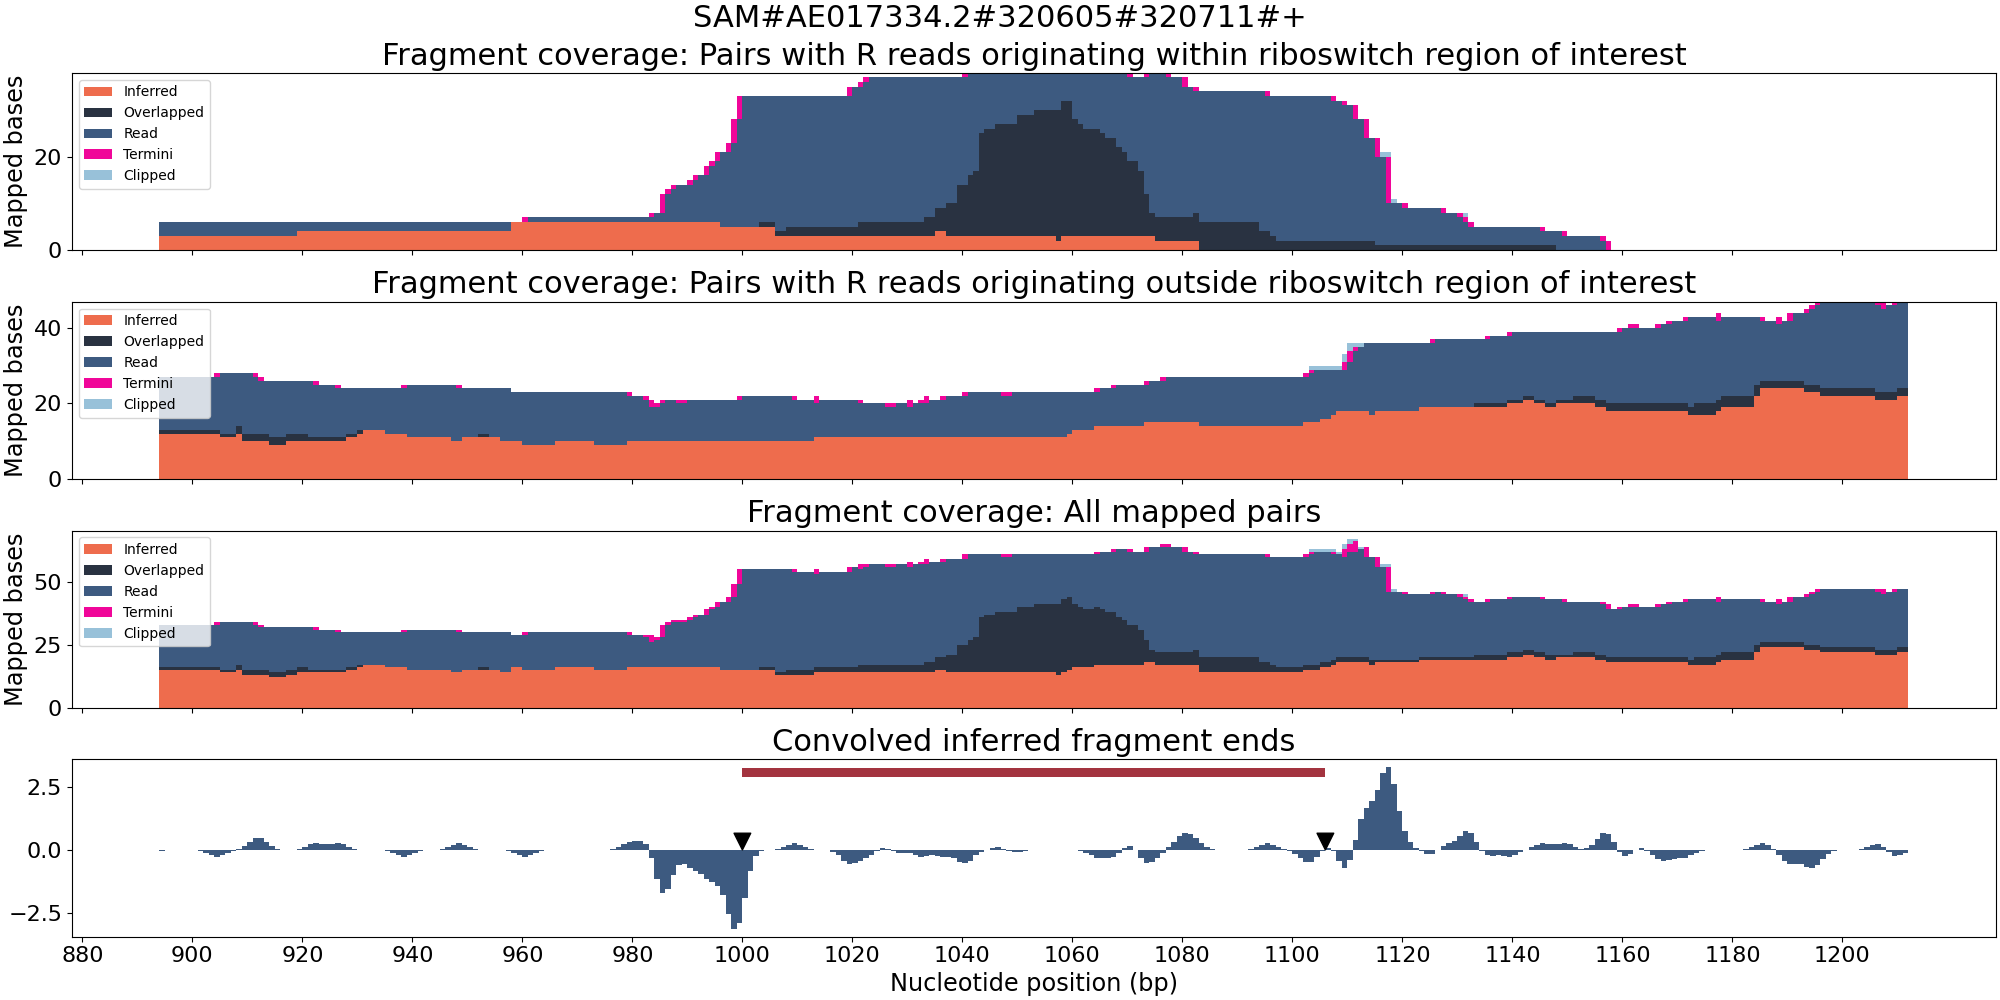 SAM#AE017334.2#320605#320711#+
Fragment coverage: Pairs with R reads originating within riboswitch region of interest
Mapped bases
20
0
Inferred
Overlapped
Read
Termini
Clipped
Fragment coverage: Pairs with R reads originating outside riboswitch region of interest
Mapped bases
40
20
0
Inferred
Overlapped
Read
Termini
Clipped
Fragment coverage: All mapped pairs
Mapped bases
50
25
0
Inferred
Overlapped
Read
Termini
Clipped
Convolved inferred fragment ends
2.5
0.0
−2.5
880 900 920 940 960 980 1000 1020 1040 1060 1080 1100 1120 1140 1160 1180 1200
Nucleotide position (bp)